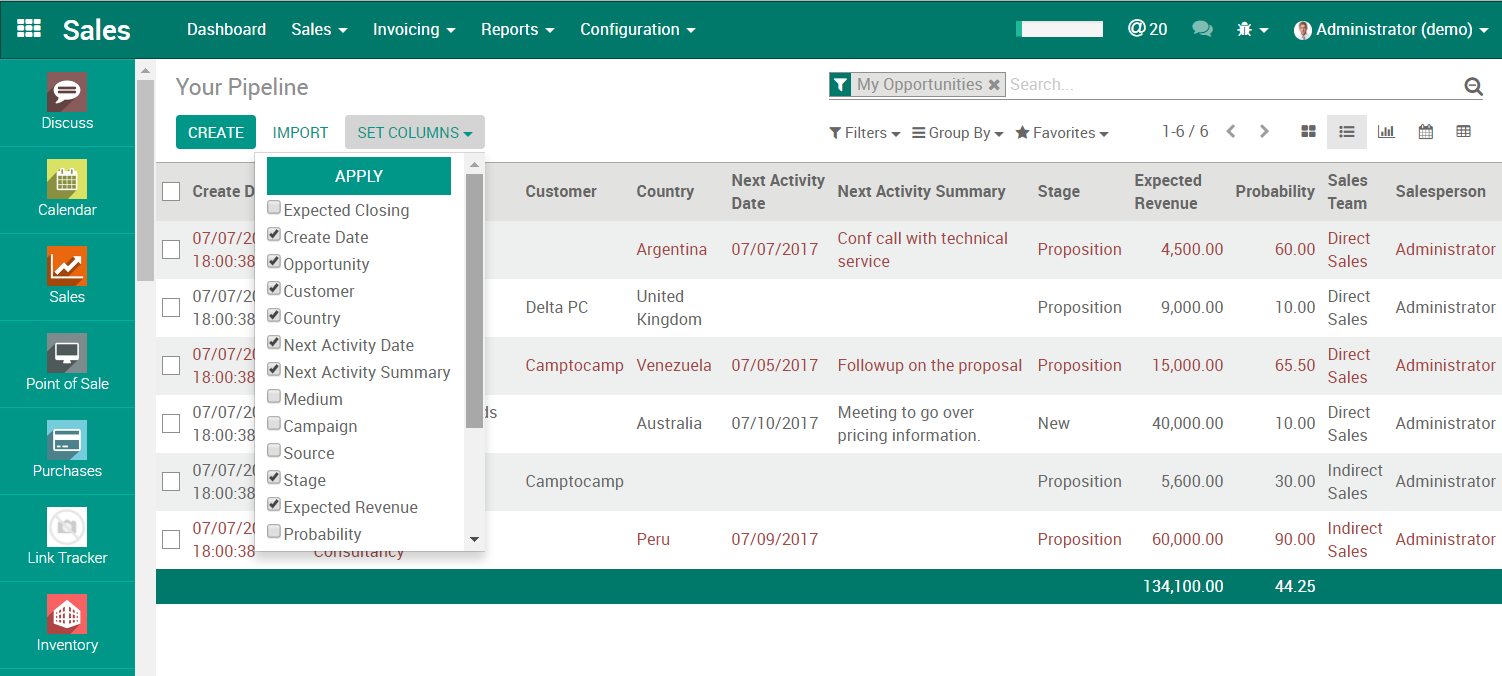 Sales
Dashboard
Sales
Invoicing
Reports
Configuration
@20
Administrator (demo)
Discuss
Calendar
Sales
Point of Sale
Purchases
Link Tracker
Inventory
Your Pipeline
My Opportunities
Search...
CREATE
IMPORT
SET COLUMNS
Filters
Group By
Favorites
1-6 / 6
APPLY
Expected Closing
Create Date
Opportunity
Customer
Country
Next Activity Date
Next Activity Summary
Medium
Campaign
Source
Stage
Expected Revenue
Probability
Create D
Customer
Country
Next Activity
Date
Next Activity Summary
Stage
Expected
Revenue
Probability
Sales
Team
Salesperson
07/07/20
18:00:38
Argentina
07/07/2017
Conf call with technical
service
Proposition
4,500.00
60.00
Direct
Sales
Administrator
07/07/20
18:00:38
Delta PC
United
Kingdom
Proposition
9,000.00
10.00
Direct
Sales
Administrator
07/07/20
18:00:38
Camptocamp
Venezuela
07/05/2017
Followup on the proposal
Proposition
15,000.00
65.50
Direct
Sales
Administrator
07/07/20
18:00:38
ds
Australia
07/10/2017
Meeting to go over
pricing information.
New
40,000.00
10.00
Direct
Sales
Administrator
07/07/20
18:00:38
Camptocamp
Proposition
5,600.00
30.00
Indirect
Sales
Administrator
07/07/20
18:00:38
Consultancy
Peru
07/09/2017
Proposition
60,000.00
90.00
Indirect
Sales
Administrator
134,100.00
44.25